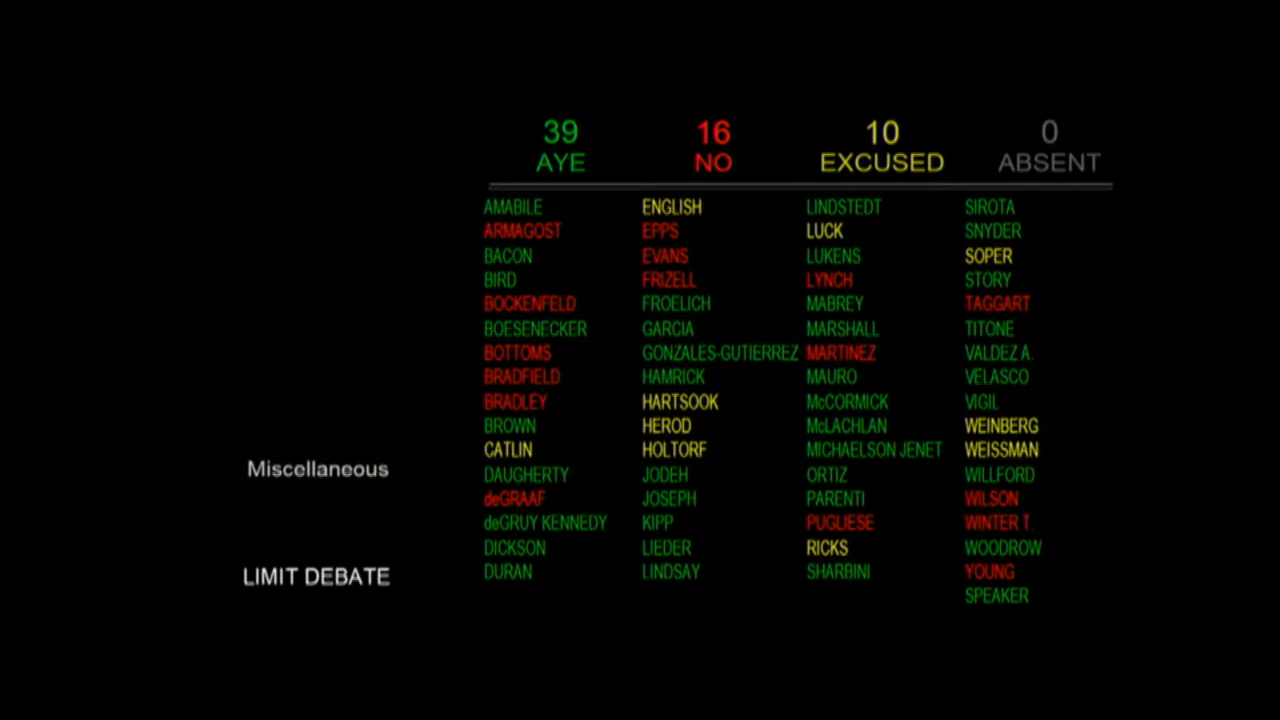 39 16 10 0
AYE NO EXCUSED ABSENT
AMABILE ENGLISH LINDSTEDT SIROTA
ARMAGOST EPPS LUCK SNYDER
BACON EVANS LUKENS SOPER
BIRD FRIZELL LYNCH STORY
BOCKENFELD FROELICH MABREY TAGGART
BOESENECKER GARCIA MARSHALL TITONE
BOTTOMS GONZALES-GUTIERREZ MARTINEZ VALDEZ A.
BRADFIELD HAMRICK MAURO VELASCO
BRADLEY HARTSOOK McCORMICK VIGIL
BROWN HEROD McLACHLAN WEINBERG
CATLIN HOLTORF MICHAELSON JENET WEISSMAN
Miscellaneous
DAUGHERTY JODEH ORTIZ WILLFORD
deGRAAF JOSEPH PARENTI WILSON
deGRUY KENNEDY KIPP PUGLIESE WINTER T.
DICKSON LIEDER RICKS WOODROW
LIMIT DEBATE
DURAN LINDSAY SHARBINI YOUNG
SPEAKER